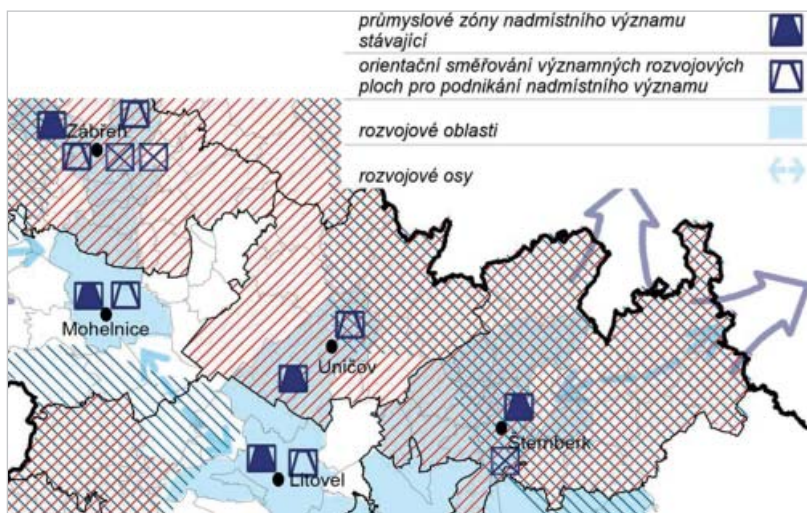 průmyslové zóny nadmístního významu
stávající
orientační směřování významných rozvojových
ploch pro podnikání nadmístního významu
rozvojové oblasti
rozvojové osy
Zábřeh
Mohelnice
Uničov
Šternberk
Litovel